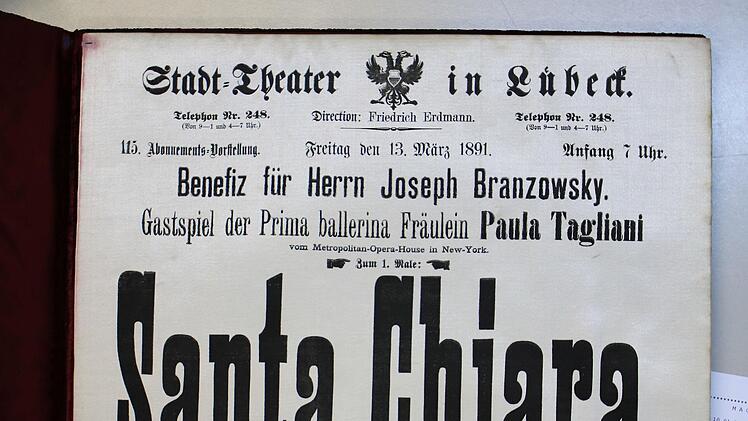 Stadt-Theater in Lübeck.
Telephon Nr. 248. Direction: Friedrich Erdmann. Telephon Nr. 248.
(Von 9—1 und 4—7 Uhr.) (Von 9—1 und 4—7 Uhr.)
115. Abonnements-Vorstellung. Freitag den 13. März 1891. Anfang 7 Uhr.
Benefiz für Herrn Joseph Branzowsky.
Gastspiel der Prima ballerina Fräulein Paula Tagliani
vom Metropolitan-Opera-House in New-York.
Zum 1. Male:
Santa Chiara